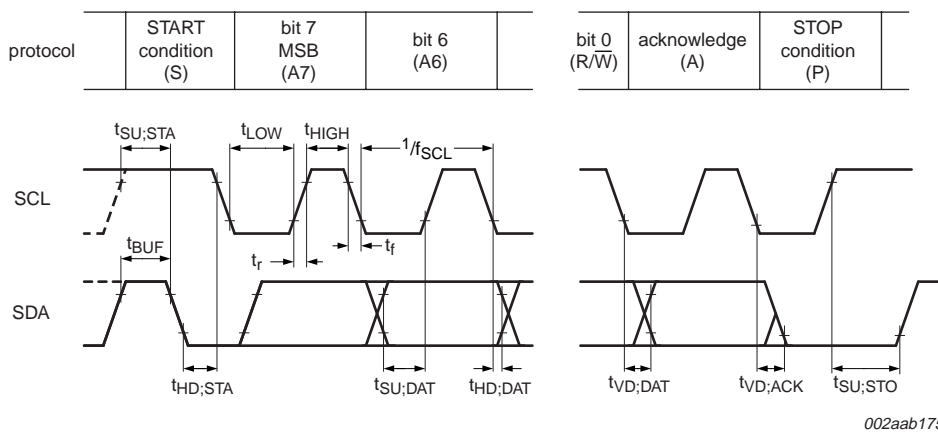 protocol
START
condition
(S)
bit 7
MSB
(A7)
bit 6
(A6)
bit 0
(R/W̅)
acknowledge
(A)
STOP
condition
(P)
tSU;STA
tLOW
tHIGH
1/fSCL
SCL
tBUF
tr
tf
SDA
tHD;STA
tSU;DAT
tHD;DAT
tVD;DAT
tVD;ACK
tSU;STO